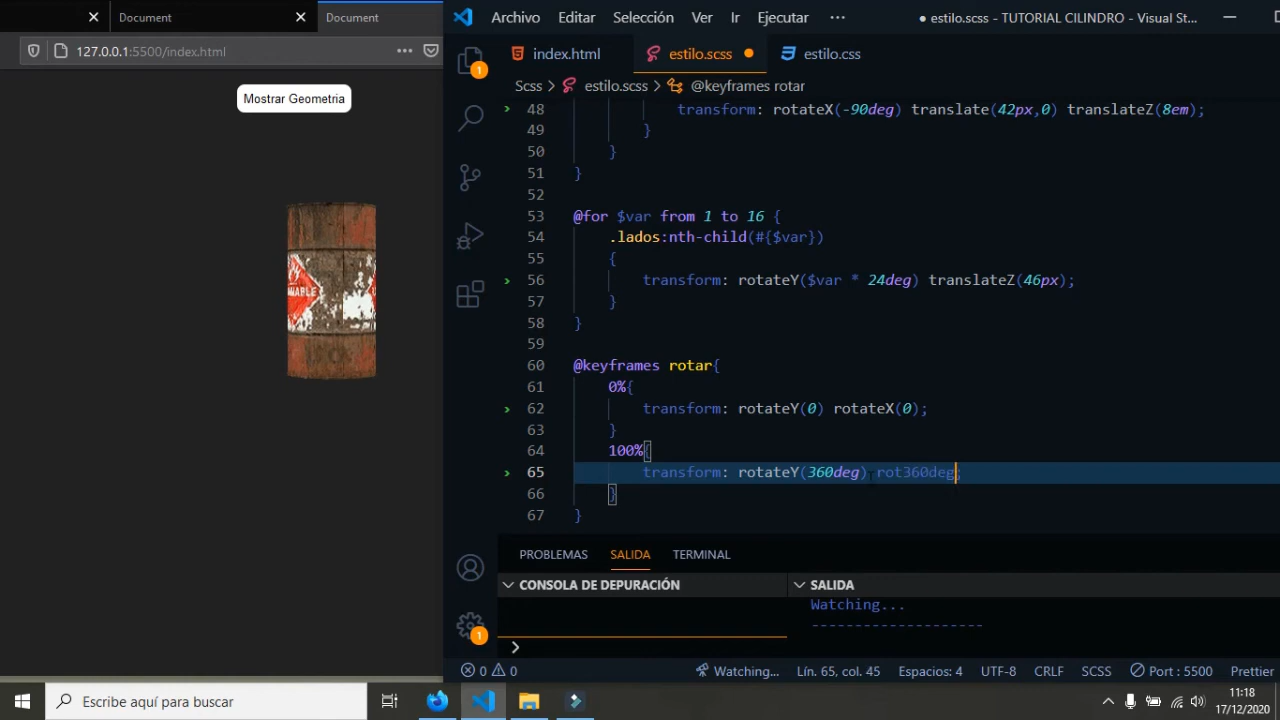 Document
Document
127.0.0.1:5500/index.html
Mostrar Geometria
NABLE
Archivo Editar Selección Ver Ir Ejecutar ···
● estilo.scss - TUTORIAL CILINDRO - Visual St...
index.html estilo.scss estilo.css
Scss > estilo.scss > @keyframes rotar
48 transform: rotateX(-90deg) translate(42px,0) translateZ(8em);
49 }
50 }
51 }
52
53 @for $var from 1 to 16 {
54 .lados:nth-child(#{$var})
55 {
56 transform: rotateY($var * 24deg) translateZ(46px);
57 }
58 }
59
60 @keyframes rotar{
61 0%{
62 transform: rotateY(0) rotateX(0);
63 }
64 100%{
65 transform: rotateY(360deg) rot360deg;
66 }
67 }
1
1
PROBLEMAS SALIDA TERMINAL
CONSOLA DE DEPURACIÓN
SALIDA
Watching...
--------------------
0 0 Watching... Lín. 65, col. 45 Espacios: 4 UTF-8 CRLF SCSS Port : 5500 Prettier
Escribe aquí para buscar
11:18
17/12/2020